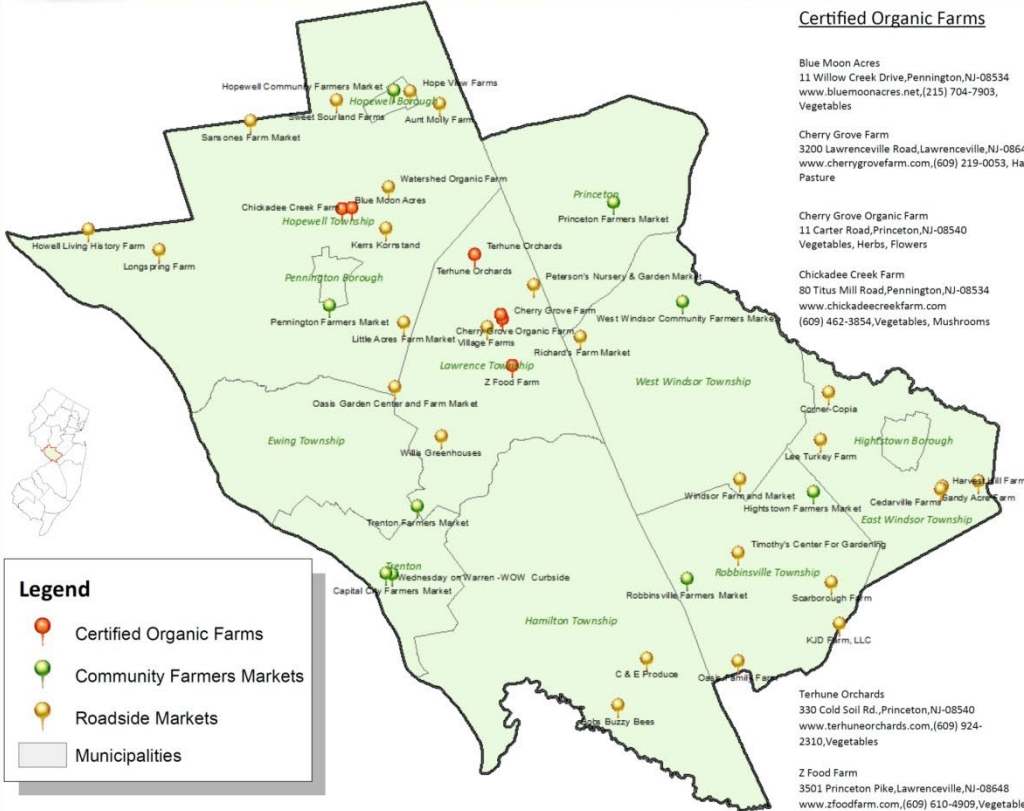 Certified Organic Farms
Blue Moon Acres
11 Willow Creek Drive,Pennington,NJ-08534
www.bluemoonacres.net,(215) 704-7903,
Vegetables
Cherry Grove Farm
3200 Lawrenceville Road,Lawrenceville,NJ-0864
www.cherrygrovefarm.com,(609) 219-0053, Ha
Pasture
Cherry Grove Organic Farm
11 Carter Road,Princeton,NJ-08540
Vegetables, Herbs, Flowers
Chickadee Creek Farm
80 Titus Mill Road,Pennington,NJ-08534
www.chickadeecreekfarm.com
(609) 462-3854,Vegetables, Mushrooms
Hopewell Community Farmers Market
Hope View Farms
Hopewell Borough
Sweet Sourland Farms
Aunt Molly Farm
Sansones Farm Market
Watershed Organic Farm
Chickadee Creek Farm
Blue Moon Acres
Hopewell Township
Princeton
Princeton Farmers Market
Howell Living History Farm
Kerrs Kornstand
Longspring Farm
Terhune Orchards
Terhune Orchards
Pennington Borough
Peterson's Nursery & Garden Market
Pennington Farmers Market
Cherry Grove Farm
West Windsor Community Farmers Market
Little Acres Farm Market
Cherry Grove Organic Farm
Village Farms
Richard's Farm Market
Lawrence Township
Z Food Farm
West Windsor Township
Oasis Garden Center and Farm Market
Corner-Copia
Ewing Township
Hightstown Borough
Willis Greenhouses
Lee Turkey Farm
Harvest Hill Farm
Windsor Farm and Market
Cedarville Farms
Sandy Acre Farm
Hightstown Farmers Market
East Windsor Township
Trenton Farmers Market
Timothy's Center For Gardening
Trenton
Wednesday on Warren -WOW Curbside
Robbinsville Township
Capital City Farmers Market
Robbinsville Farmers Market
Scarborough Farm
Hamilton Township
KJD Farm, LLC
C & E Produce
Oasis Family Farm
Bobs Buzzy Bees
Legend
Certified Organic Farms
Community Farmers Markets
Roadside Markets
Municipalities
Terhune Orchards
330 Cold Soil Rd.,Princeton,NJ-08540
www.terhuneorchards.com,(609) 924-
2310,Vegetables
Z Food Farm
3501 Princeton Pike,Lawrenceville,NJ-08648
www.zfoodfarm.com,(609) 610-4909,Vegetable